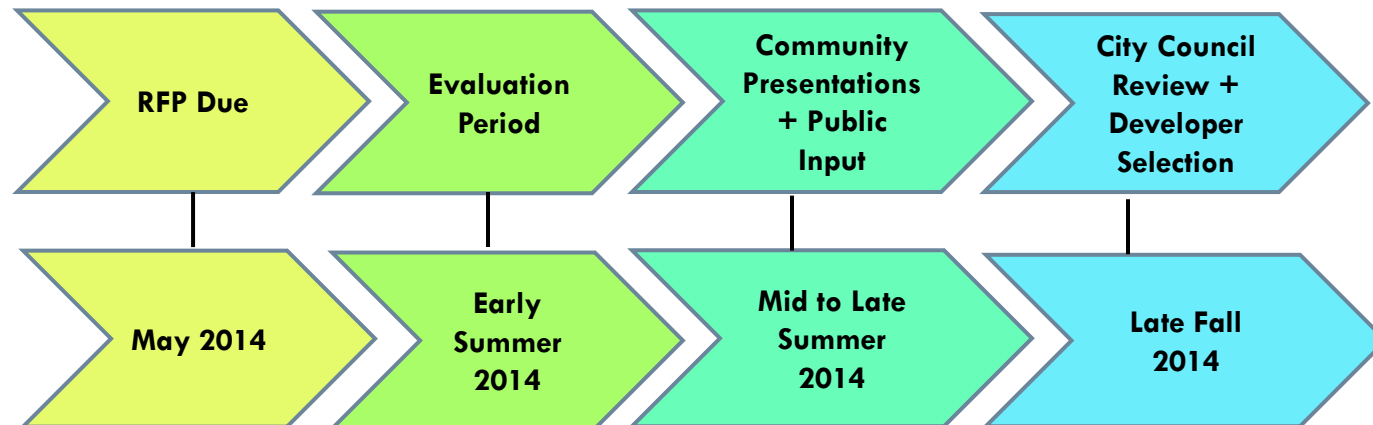 RFP Due
Evaluation
Period
Community
Presentations
+ Public
Input
City Council
Review +
Developer
Selection
May 2014
Early
Summer
2014
Mid to Late
Summer
2014
Late Fall
2014